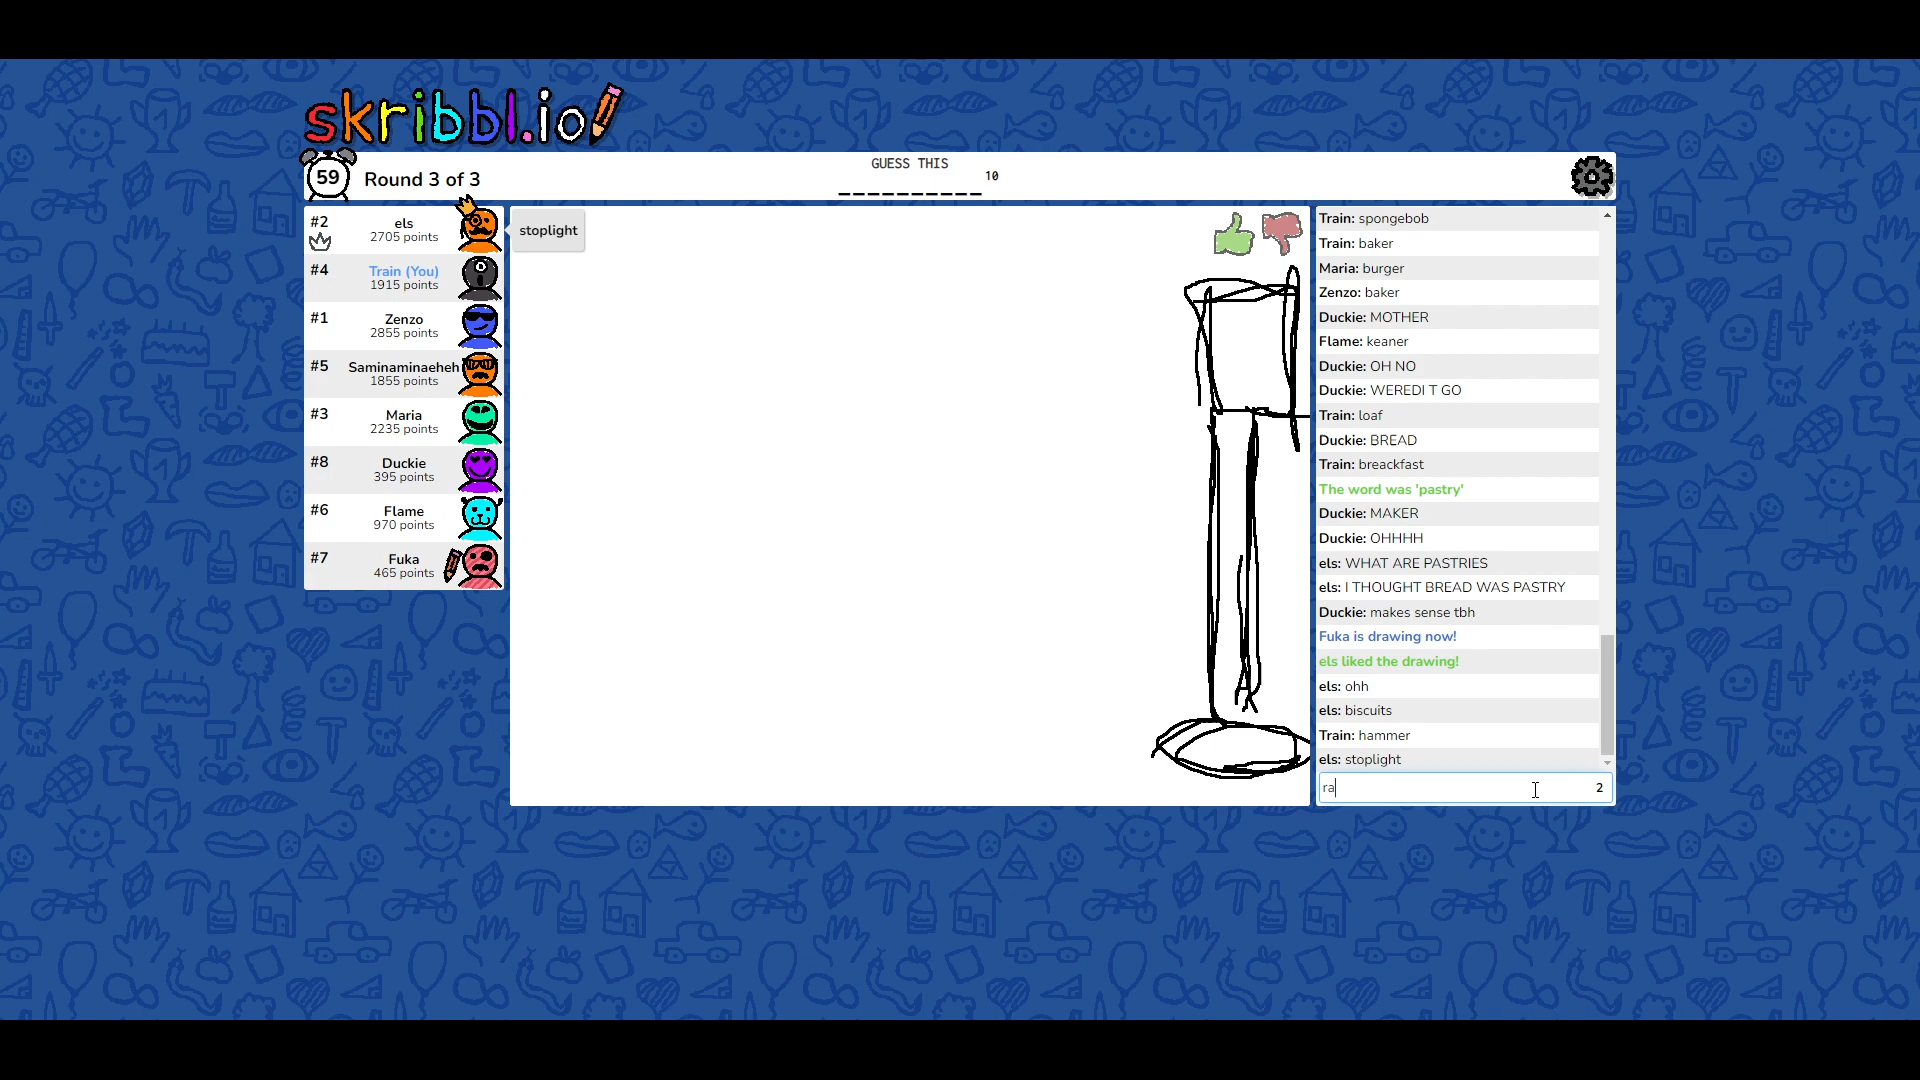 skribbl.io
59
Round 3 of 3
GUESS THIS
__________ 10
#2 els
2705 points
#4 Train (You)
1915 points
#1 Zenzo
2855 points
#5 Saminaminaeheh
1855 points
#3 Maria
2235 points
#8 Duckie
395 points
#6 Flame
970 points
#7 Fuka
465 points
stoplight
Train: spongebob
Train: baker
Maria: burger
Zenzo: baker
Duckie: MOTHER
Flame: keaner
Duckie: OH NO
Duckie: WEREDI T GO
Train: loaf
Duckie: BREAD
Train: breackfast
The word was 'pastry'
Duckie: MAKER
Duckie: OHHHH
els: WHAT ARE PASTRIES
els: I THOUGHT BREAD WAS PASTRY
Duckie: makes sense tbh
Fuka is drawing now!
els liked the drawing!
els: ohh
els: biscuits
Train: hammer
els: stoplight
ra 2